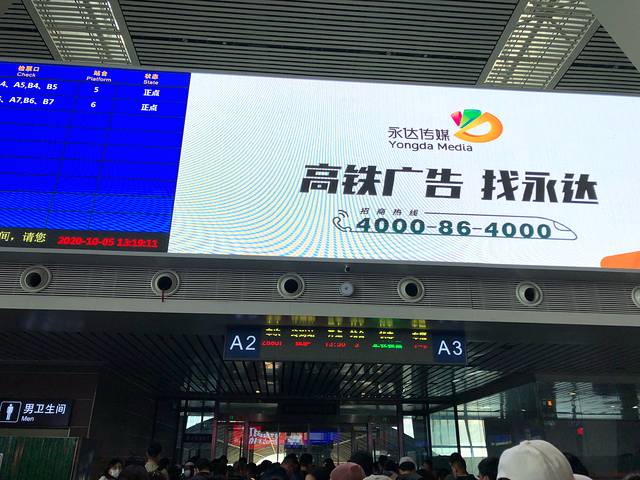 检票口 站台 状态
Check Platform State
4, A5,B4、B5 5 正点
A7,B6、B7 6 正点
间，请您 2020-10-05 13:19:11
永达传媒
Yongda Media
高铁广告 找永达
招商热线
4000-86-4000
A2
A3
男卫生间
Men